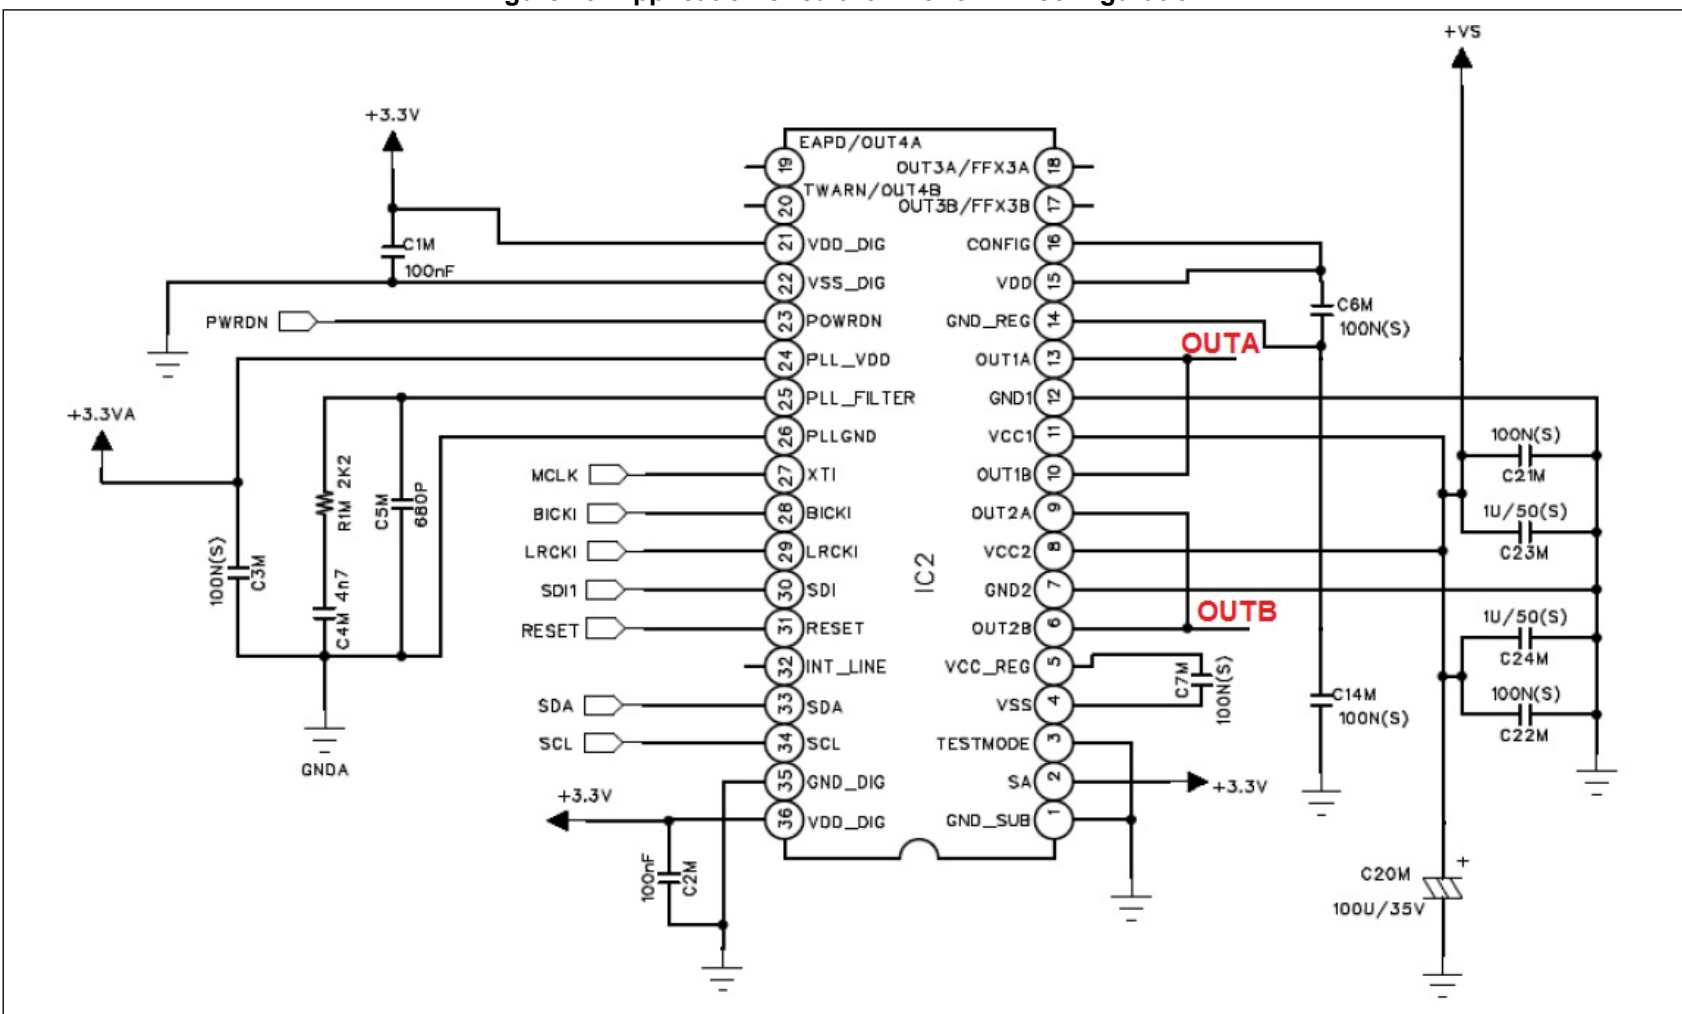 +VS
+3.3V
EAPD/OUT4A
19
OUT3A/FFX3A
18
TWARN/OUT4B
20
OUT3B/FFX3B
17
C1M
100nF
21
VDD_DIG
CONFIG
16
22
VSS_DIG
VDD
15
C6M
100N(S)
PWRDN
23
POWRDN
GND_REG
14
OUTA
24
PLL_VDD
OUT1A
13
25
PLL_FILTER
GND1
12
+3.3VA
26
PLLGND
VCC1
11
100N(S)
C21M
R1M 2K2
C5M
680P
MCLK
27
XTI
OUT1B
10
BICKI
28
BICKI
OUT2A
9
1U/50(S)
C23M
LRCKI
29
LRCKI
IC2
VCC2
8
100N(S)
C3M
C4M 4n7
SDI1
30
SDI
GND2
7
OUTB
RESET
31
RESET
OUT2B
6
1U/50(S)
C24M
32
INT_LINE
VCC_REG
5
C7M
100N(S)
SDA
33
SDA
VSS
4
C14M
100N(S)
100N(S)
C22M
SCL
34
SCL
TESTMODE
3
GNDA
35
GND_DIG
SA
2
+3.3V
+3.3V
36
VDD_DIG
GND_SUB
1
100nF
C2M
C20M
+
100U/35V